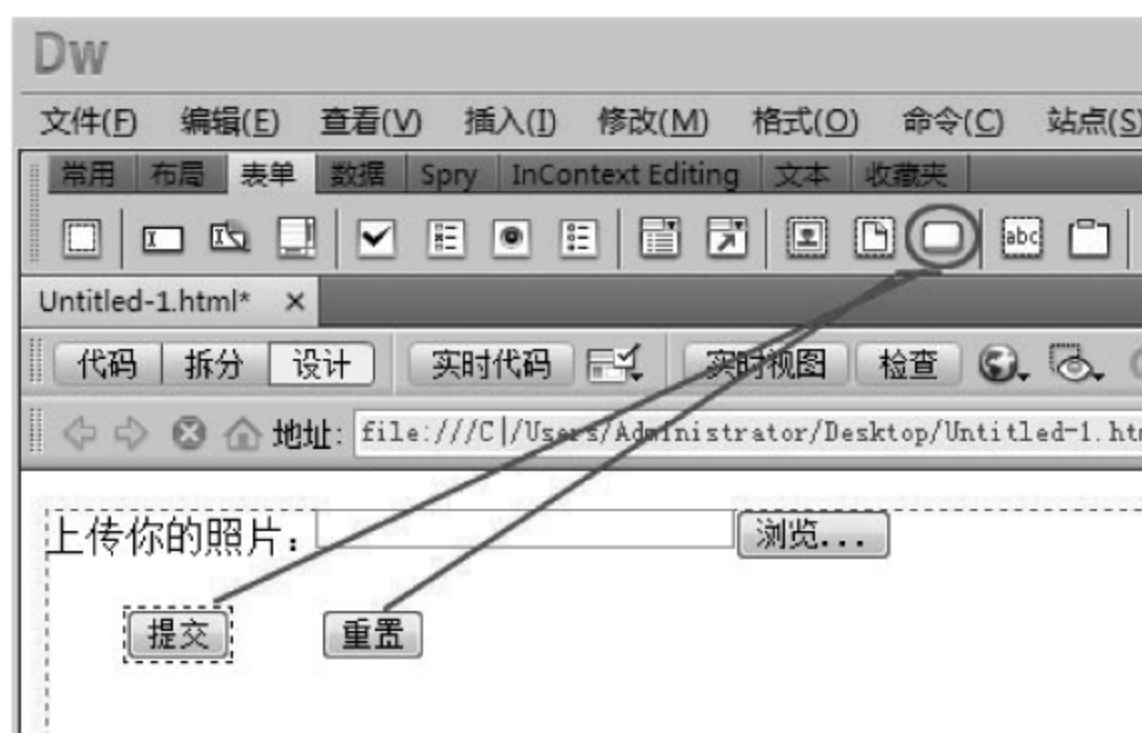 Dw
文件(F) 编辑(E) 查看(V) 插入(I) 修改(M) 格式(O) 命令(C) 站点(S)
常用 布局 表单 数据 Spry InContext Editing 文本 收藏夹
abc
Untitled-1.html* ×
代码 拆分 设计 实时代码 实时视图 检查
地址: file:///C|/Users/Administrator/Desktop/Untitled-1.htm
上传你的照片: 浏览...
提交 重置